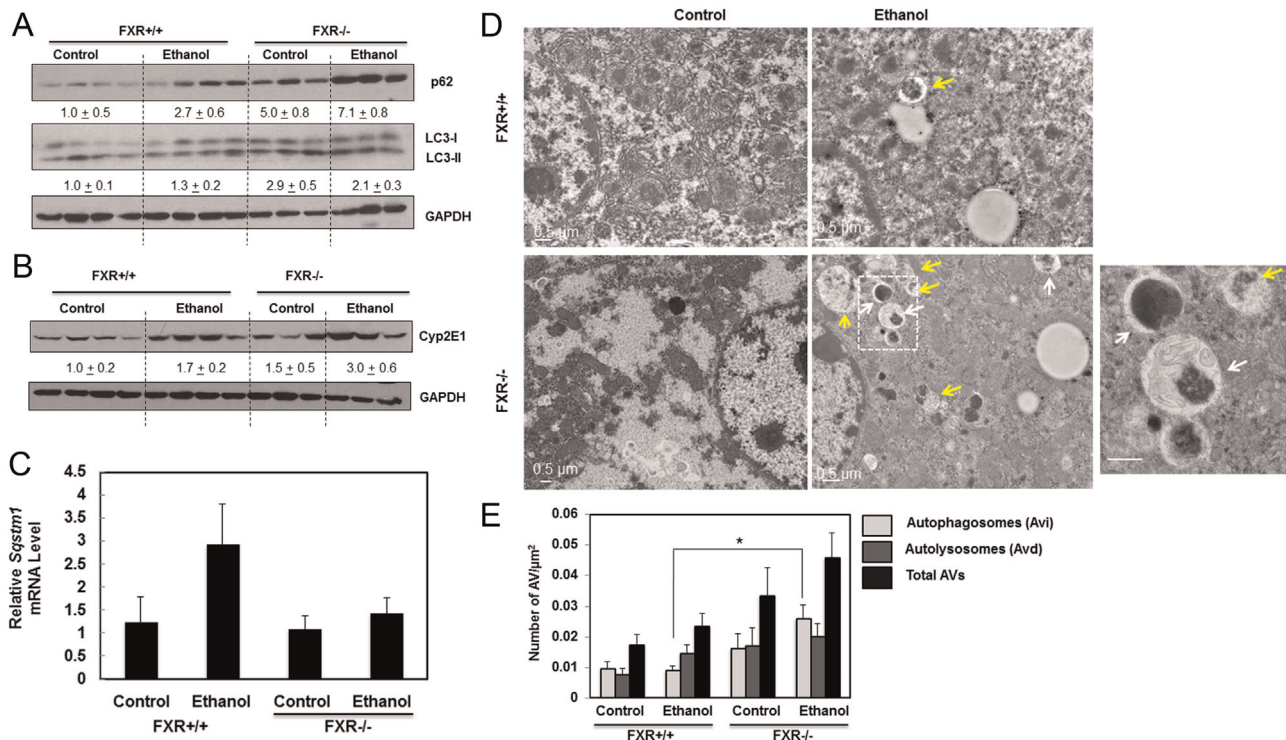 A
FXR+/+ FXR-/-
Control Ethanol Control Ethanol
p62
1.0 ± 0.5 2.7 ± 0.6 5.0 ± 0.8 7.1 ± 0.8
LC3-I
LC3-II
1.0 ± 0.1 1.3 ± 0.2 2.9 ± 0.5 2.1 ± 0.3
GAPDH
B
FXR+/+ FXR-/-
Control Ethanol Control Ethanol
Cyp2E1
1.0 ± 0.2 1.7 ± 0.2 1.5 ± 0.5 3.0 ± 0.6
GAPDH
C
Relative Sqstm1
mRNA Level
4.5
4
3.5
3
2.5
2
1.5
1
0.5
0
Control Ethanol Control Ethanol
FXR+/+ FXR-/-
D
Control Ethanol
FXR+/+
0.5 µm 0.5 µm
FXR-/-
0.5 µm 0.5 µm
E
Number of AV/µm²
0.06
0.05
0.04
0.03
0.02
0.01
0
*
Autophagosomes (Avi)
Autolysosomes (Avd)
Total AVs
Control Ethanol Control Ethanol
FXR+/+ FXR-/-